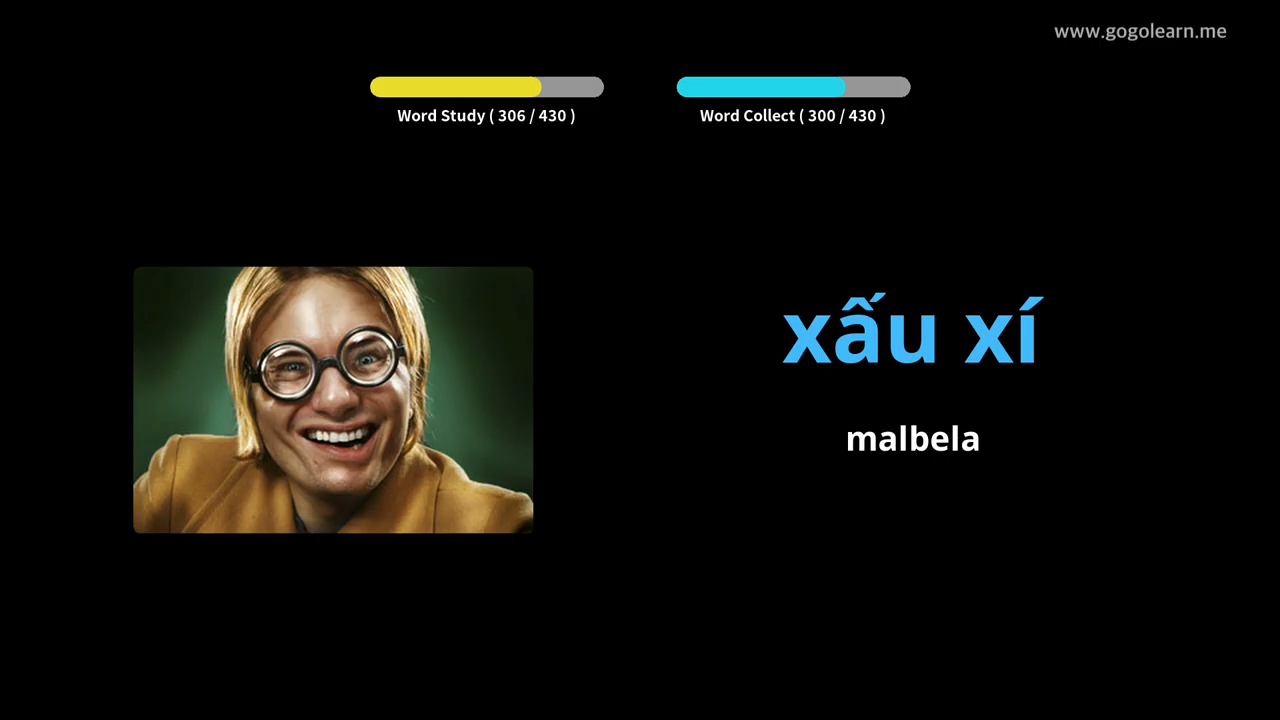 www.gogolearn.me
Word Study ( 306 / 430 )
Word Collect ( 300 / 430 )
xấu xí
malbela